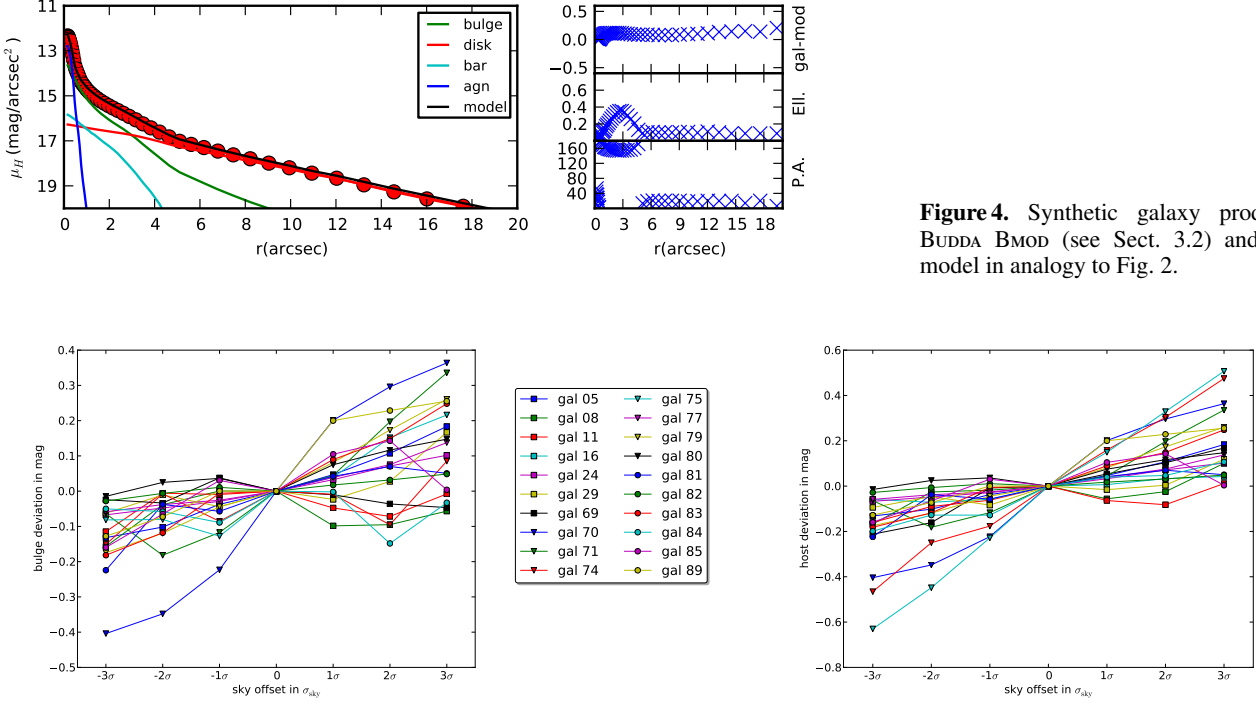 11
13
15
17
19
μH (mag/arcsec²)
bulge
disk
bar
agn
model
0 2 4 6 8 10 12 14 16 18 20
r(arcsec)
0.5
0.0
−0.5
gal-mod
0.4
0.2
Ell.
160
120
80
40
P.A.
0 3 6 9 12 15 18
r(arcsec)
Figure 4. Synthetic galaxy prod
Budda Bmod (see Sect. 3.2) and
model in analogy to Fig. 2.
0.4
0.3
0.2
0.1
0.0
−0.1
−0.2
−0.3
−0.4
−0.5
bulge deviation in mag
-3σ -2σ -1σ 0 1σ 2σ 3σ
sky offset in σsky
gal 05 gal 75
gal 08 gal 77
gal 11 gal 79
gal 16 gal 80
gal 24 gal 81
gal 29 gal 82
gal 69 gal 83
gal 70 gal 84
gal 71 gal 85
gal 74 gal 89
0.6
0.4
0.2
0.0
−0.2
−0.4
−0.6
−0.8
host deviation in mag
-3σ -2σ -1σ 0 1σ 2σ 3σ
sky offset in σsky